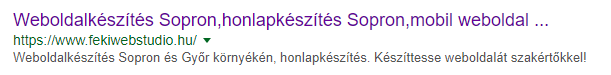 Weboldalkészítés Sopron,honlapkészítés Sopron,mobil weboldal ...
https://www.fekiwebstudio.hu/
Weboldalkészítés Sopron és Győr környékén, honlapkészítés. Készíttesse weboldalát szakértőkkel!